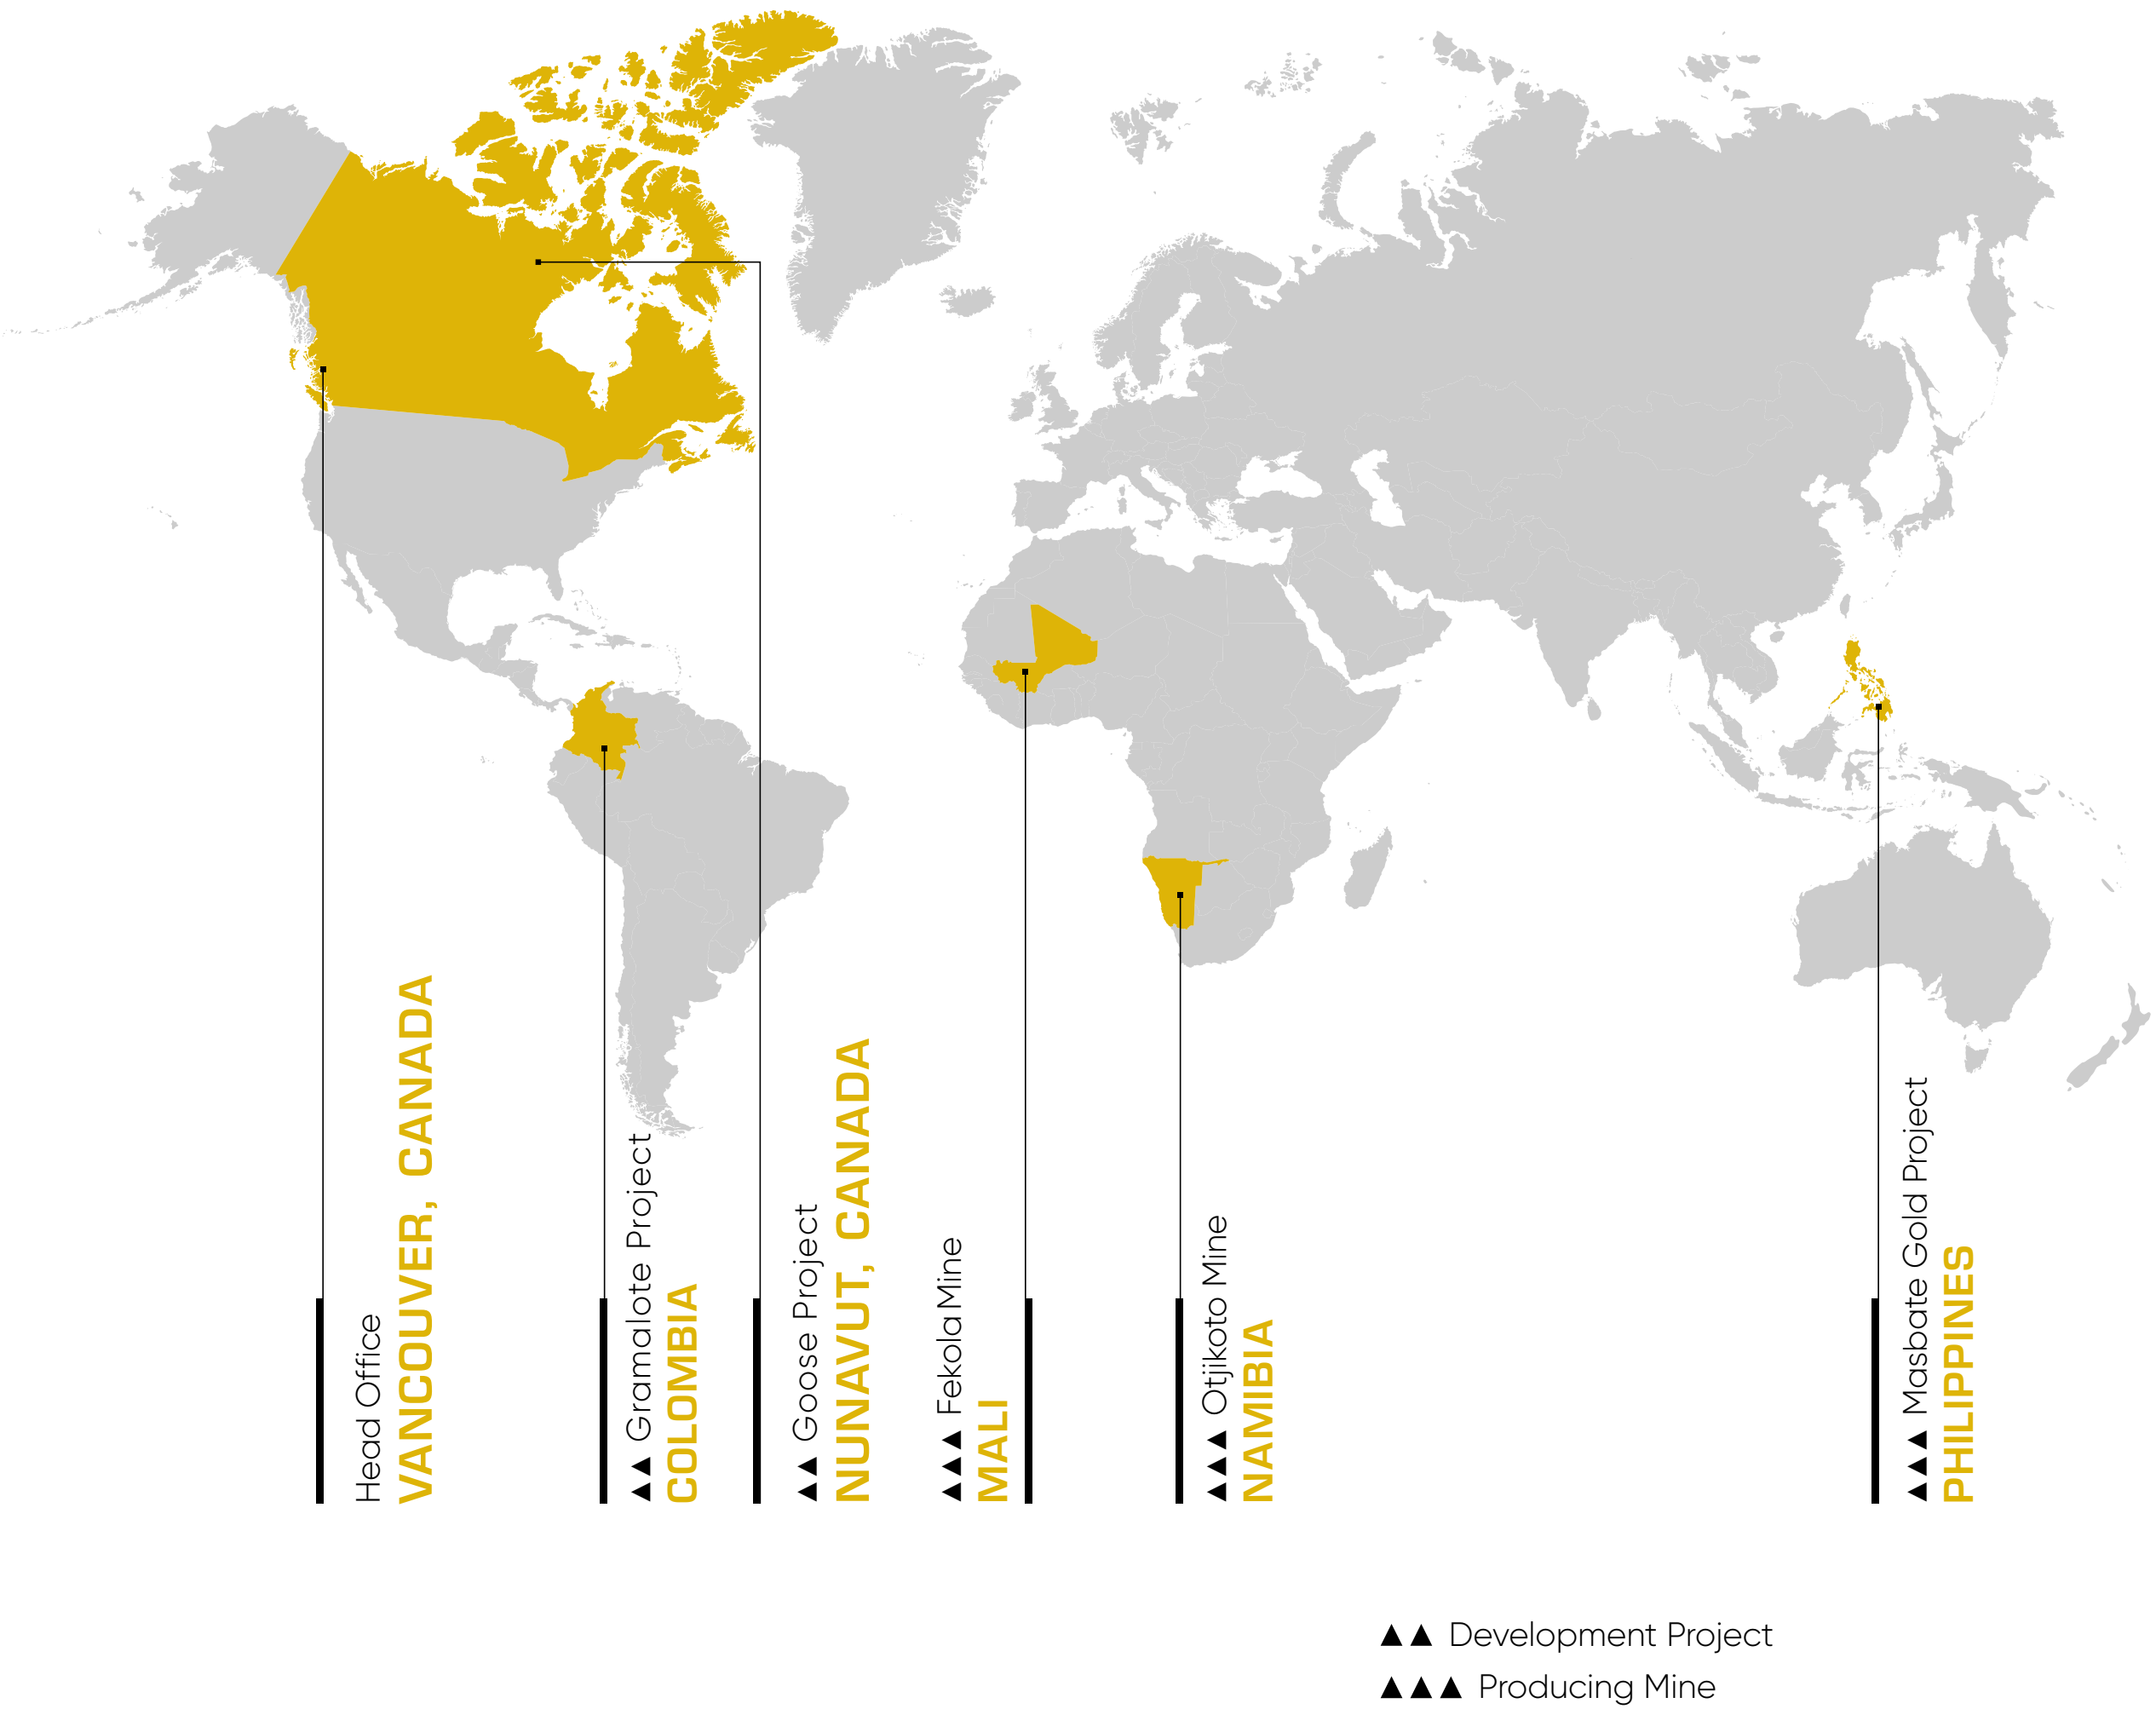 Head Office
VANCOUVER, CANADA
▲▲ Gramalote Project
COLOMBIA
▲▲ Goose Project
NUNAVUT, CANADA
▲▲▲ Fekola Mine
MALI
▲▲▲ Otjikoto Mine
NAMIBIA
▲▲▲ Masbate Gold Project
PHILIPPINES
▲▲ Development Project
▲▲▲ Producing Mine